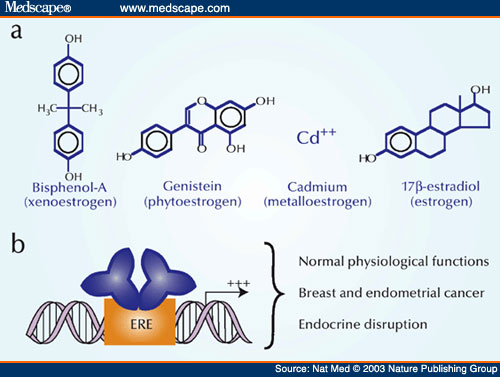 Medscape® www.medscape.com
a
OH
H₃C CH₃
OH
Bisphenol-A
(xenoestrogen)
O OH
HO O OH
Genistein
(phytoestrogen)
Cd⁺⁺
Cadmium
(metalloestrogen)
OH
HO
17β-estradiol
(estrogen)
b
+++
ERE
Normal physiological functions
Breast and endometrial cancer
Endocrine disruption
Source: Nat Med © 2003 Nature Publishing Group